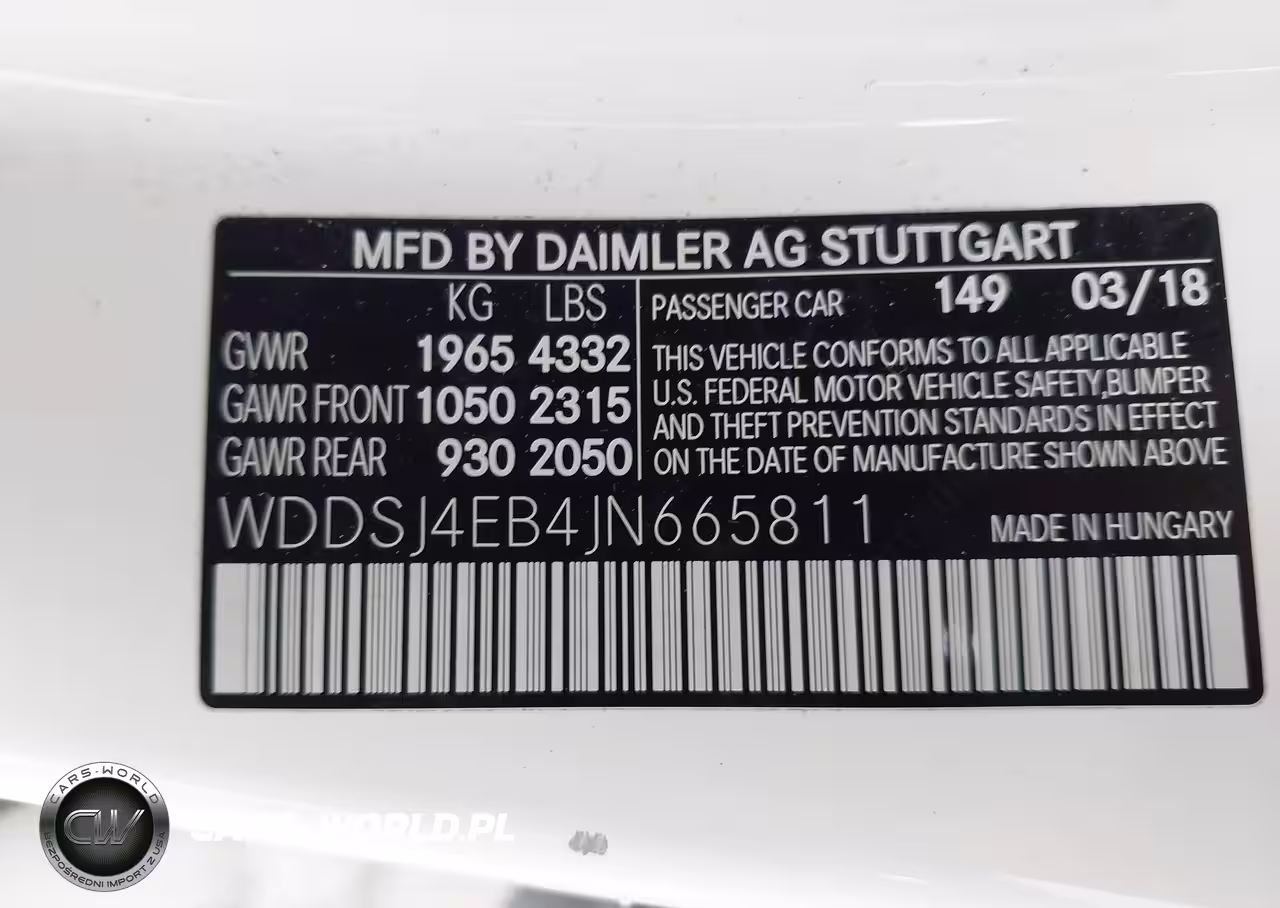 MFD BY DAIMLER AG STUTTGART
KG LBS
GVWR 1965 4332
GAWR FRONT 1050 2315
GAWR REAR 930 2050
PASSENGER CAR 149 03/18
THIS VEHICLE CONFORMS TO ALL APPLICABLE
U.S. FEDERAL MOTOR VEHICLE SAFETY,BUMPER
AND THEFT PREVENTION STANDARDS IN EFFECT
ON THE DATE OF MANUFACTURE SHOWN ABOVE
WDDSJ4EB4JN665811
MADE IN HUNGARY
CARS-WORLD
CW
BEZPOŚREDNI IMPORT Z USA
CARS-WORLD.PL